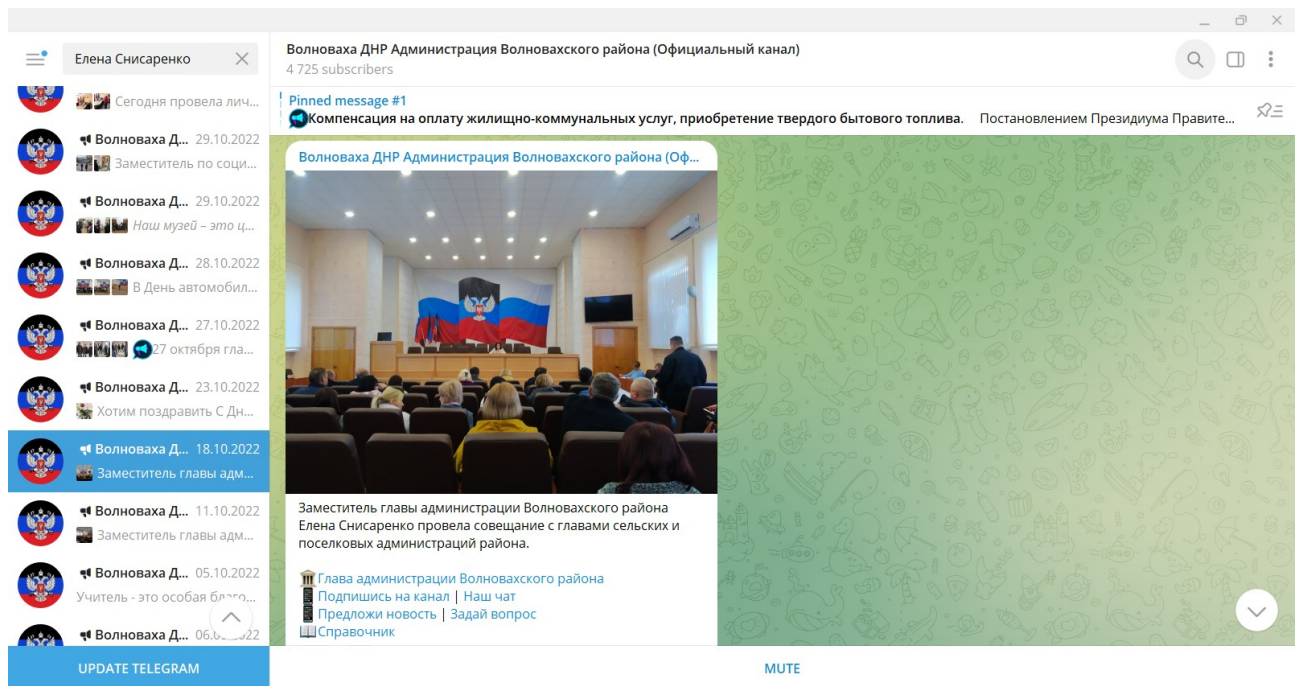 Елена Снисаренко
Сегодня провела лич...
Волноваха Д... 29.10.2022
Заместитель по соци...
Волноваха Д... 29.10.2022
Наш музей – это ц...
Волноваха Д... 28.10.2022
В День автомобил...
Волноваха Д... 27.10.2022
27 октября гла...
Волноваха Д... 23.10.2022
Хотим поздравить С Дн...
Волноваха Д... 18.10.2022
Заместитель главы адм...
Волноваха Д... 11.10.2022
Заместитель главы адм...
Волноваха Д... 05.10.2022
Учитель - это особая
Волноваха Д...
UPDATE TELEGRAM
Волноваха ДНР Администрация Волновахского района (Официальный канал)
4 725 subscribers
Pinned message #1
Компенсация на оплату жилищно-коммунальных услуг, приобретение твердого бытового топлива. Постановлением Президиума Правите...
Волноваха ДНР Администрация Волновахского района (Оф...
Заместитель главы администрации Волновахского района
Елена Снисаренко провела совещание с главами сельских и
поселковых администраций района.
Глава администрации Волновахского района
Подпишись на канал | Наш чат
Предложи новость | Задай вопрос
Справочник
MUTE